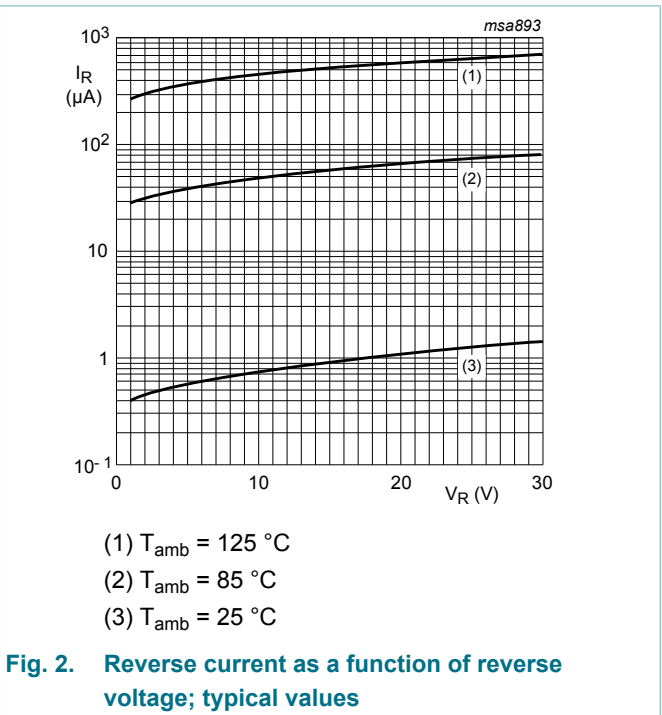 msa893
10³
I_R
(μA)
(1)
10²
(2)
10
1
(3)
10⁻¹
0 10 20 V_R (V) 30
(1) T_amb = 125 °C
(2) T_amb = 85 °C
(3) T_amb = 25 °C
Fig. 2. Reverse current as a function of reverse
voltage; typical values